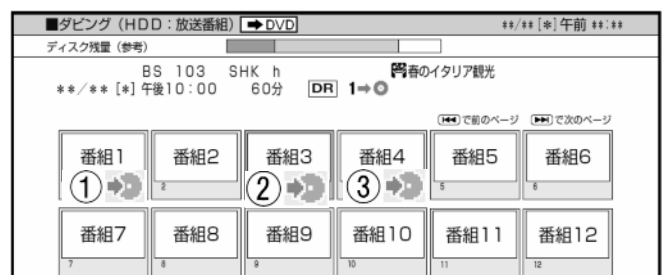 ■ダビング（HDD：放送番組） ➡DVD **/** [*] 午前 **:**
ディスク残量（参考）
BS 103 SHK h 春のイタリア観光
**/** [*] 午後10:00 60分 DR 1➡
⏮で前のページ ⏭で次のページ
番組1 番組2 番組3 番組4 番組5 番組6
① 2 ② ③ 5 6
番組7 番組8 番組9 番組10 番組11 番組12
7 8 9 10 11 12